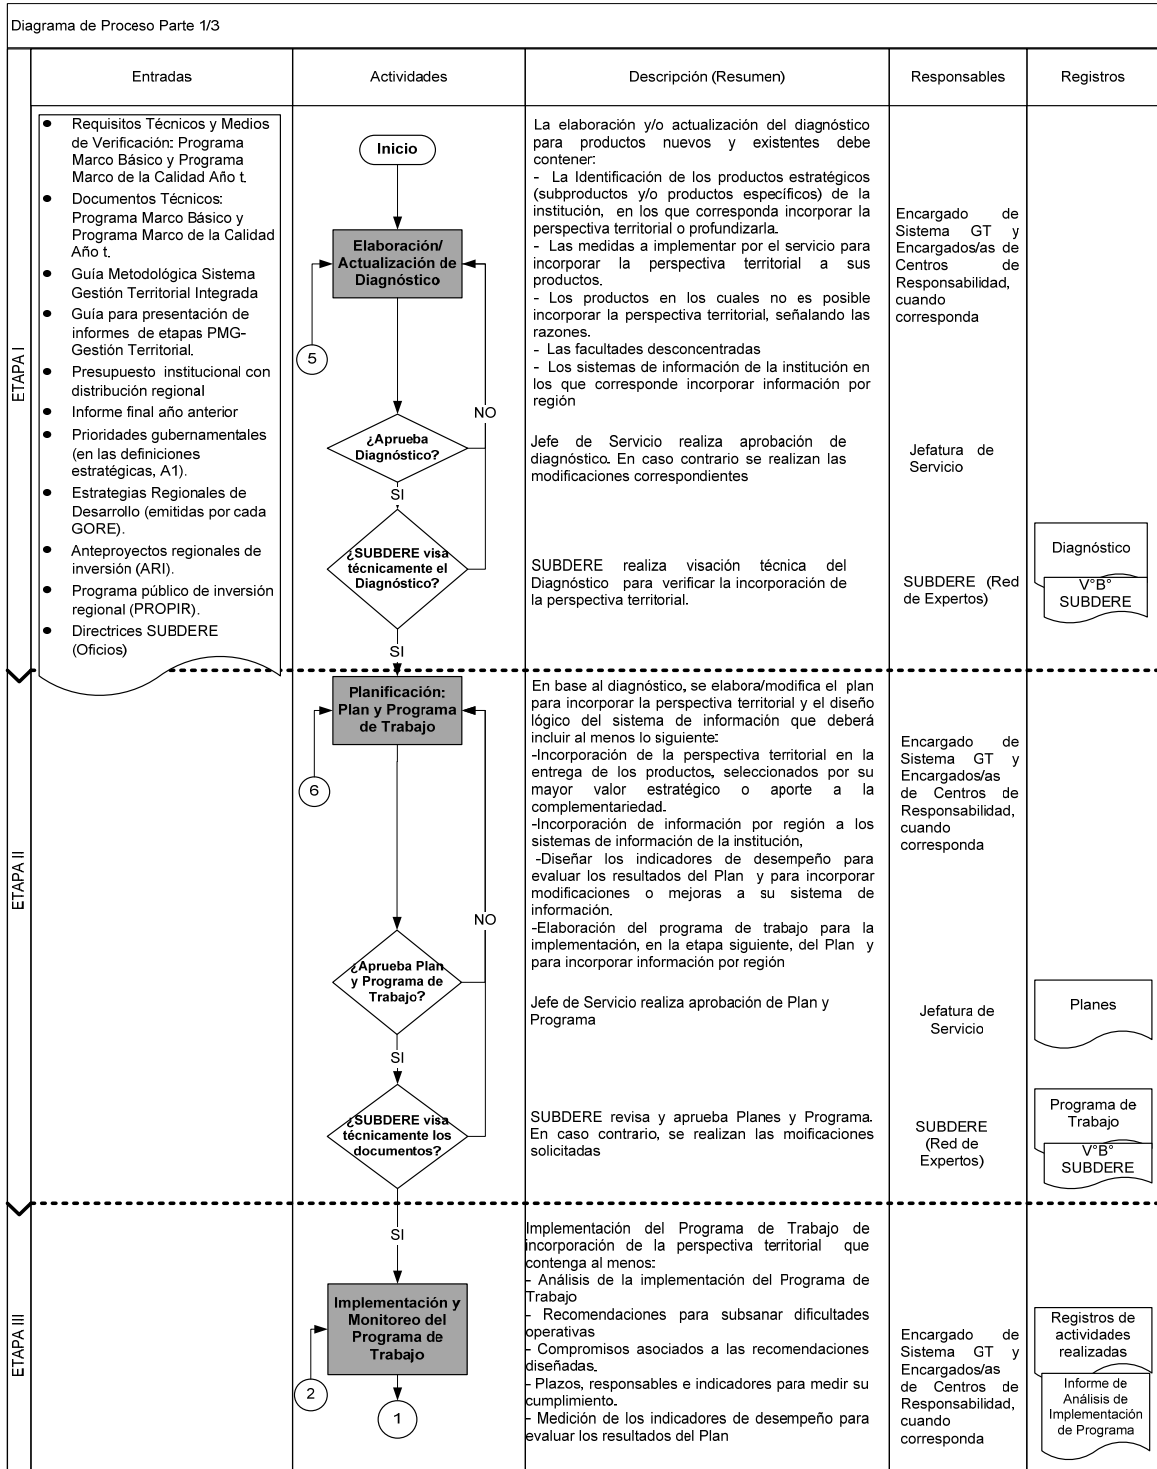 Diagrama de Proceso Parte 1/3
Entradas
Actividades
Descripción (Resumen)
Responsables
Registros
ETAPA I
• Requisitos Técnicos y Medios
de Verificación: Programa
Marco Básico y Programa
Marco de la Calidad Año t.
• Documentos Técnicos:
Programa Marco Básico y
Programa Marco de la Calidad
Año t.
• Guía Metodológica Sistema
Gestión Territorial Integrada
• Guía para presentación de
informes de etapas PMG-
Gestión Territorial.
• Presupuesto institucional con
distribución regional
• Informe final año anterior
• Prioridades gubernamentales
(en las definiciones
estratégicas, A1).
• Estrategias Regionales de
Desarrollo (emitidas por cada
GORE).
• Anteproyectos regionales de
inversión (ARI).
• Programa público de inversión
regional (PROPIR).
• Directrices SUBDERE
(Oficios)
Inicio
Elaboración/
Actualización de
Diagnóstico
5
NO
¿Aprueba
Diagnóstico?
SI
¿SUBDERE visa
técnicamente el
Diagnóstico?
SI
La elaboración y/o actualización del diagnóstico
para productos nuevos y existentes debe
contener:
- La Identificación de los productos estratégicos
(subproductos y/o productos específicos) de la
institución, en los que corresponda incorporar la
perspectiva territorial o profundizarla.
- Las medidas a implementar por el servicio para
incorporar la perspectiva territorial a sus
productos.
- Los productos en los cuales no es posible
incorporar la perspectiva territorial, señalando las
razones.
- Las facultades desconcentradas
- Los sistemas de información de la institución en
los que corresponde incorporar información por
región
Jefe de Servicio realiza aprobación de
diagnóstico. En caso contrario se realizan las
modificaciones correspondientes
SUBDERE realiza visación técnica del
Diagnóstico para verificar la incorporación de
la perspectiva territorial.
Encargado de
Sistema GT y
Encargados/as de
Centros de
Responsabilidad,
cuando
corresponda
Jefatura de
Servicio
SUBDERE (Red
de Expertos)
Diagnóstico
V°B°
SUBDERE
ETAPA II
Planificación:
Plan y Programa
de Trabajo
6
NO
¿Aprueba Plan
y Programa de
Trabajo?
SI
¿SUBDERE visa
técnicamente los
documentos?
En base al diagnóstico, se elabora/modifica el plan
para incorporar la perspectiva territorial y el diseño
lógico del sistema de información que deberá
incluir al menos lo siguiente:
-Incorporación de la perspectiva territorial en la
entrega de los productos, seleccionados por su
mayor valor estratégico o aporte a la
complementariedad.
-Incorporación de información por región a los
sistemas de información de la institución,
-Diseñar los indicadores de desempeño para
evaluar los resultados del Plan y para incorporar
modificaciones o mejoras a su sistema de
información.
-Elaboración del programa de trabajo para la
implementación, en la etapa siguiente, del Plan y
para incorporar información por región
Jefe de Servicio realiza aprobación de Plan y
Programa
SUBDERE revisa y aprueba Planes y Programa.
En caso contrario, se realizan las moificaciones
solicitadas
Encargado de
Sistema GT y
Encargados/as
de Centros de
Responsabilidad,
cuando
corresponda
Jefatura de
Servicio
SUBDERE
(Red de
Expertos)
Planes
Programa de
Trabajo
V°B°
SUBDERE
ETAPA III
SI
Implementación y
Monitoreo del
Programa de
Trabajo
2
1
Implementación del Programa de Trabajo de
incorporación de la perspectiva territorial que
contenga al menos:
- Análisis de la implementación del Programa de
Trabajo
- Recomendaciones para subsanar dificultades
operativas
- Compromisos asociados a las recomendaciones
diseñadas.
- Plazos, responsables e indicadores para medir su
cumplimiento.
- Medición de los indicadores de desempeño para
evaluar los resultados del Plan
Encargado de
Sistema GT y
Encargados/as
de Centros de
Responsabilidad,
cuando
corresponda
Registros de
actividades
realizadas
Informe de
Análisis de
Implementación
de Programa